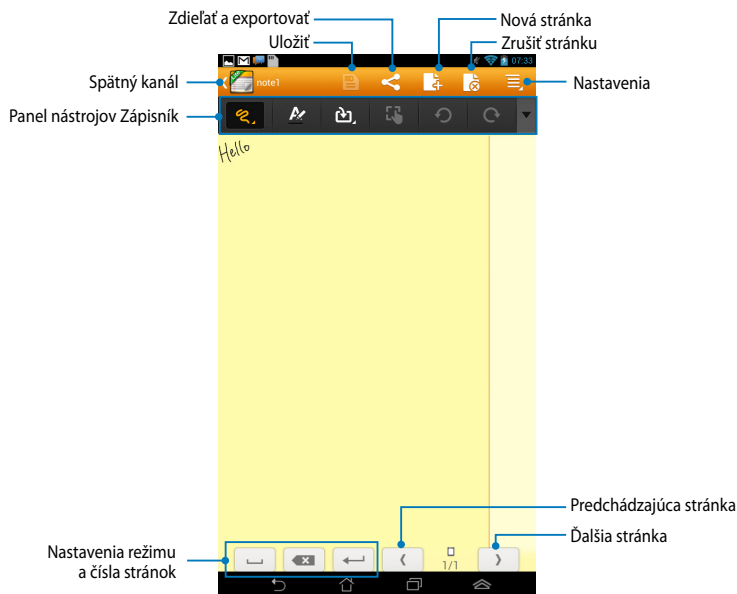 Zdieľať a exportovať
Nová stránka
Uložiť
Zrušiť stránku
07:33
Spätný kanál
note1
Nastavenia
Panel nástrojov Zápisník
Hello
Predchádzajúca stránka
Ďalšia stránka
Nastavenia režimu
a čísla stránok
1/1